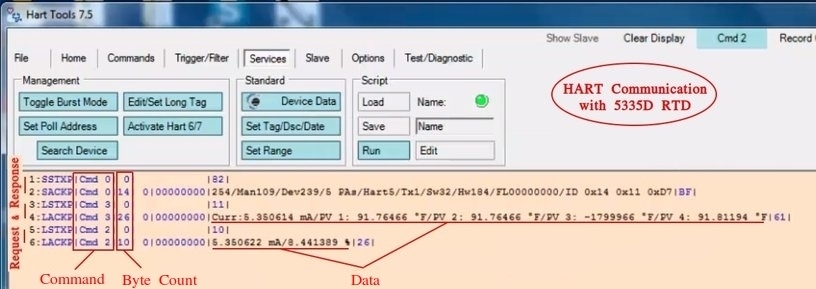 Hart Tools 7.5
Show Slave Clear Display Cmd 2 Record
File Home Commands Trigger/Filter Services Slave Options Test/Diagnostic
Management Standard Script
Toggle Burst Mode Edit/Set Long Tag Device Data Load Name:
Set Poll Address Activate Hart 6/7 Set Tag/Dsc/Date Save Name
Search Device Set Range Run Edit
HART Communication
with 5335D RTD
Request & Response
1:SSTXP|Cmd 0| 0 |82|
2:SACKP|Cmd 0|14 0|00000000|254/Man109/Dev239/5 PAs/Hart5/Tx1/Sw32/Hw184/FL00000000/ID 0x14 0x11 0xD7|BF|
3:LSTXP|Cmd 3| 0 |11|
4:LACKP|Cmd 3|26 0|00000000|Curr:5.350614 mA/PV 1: 91.76466 °F/PV 2: 91.76466 °F/PV 3: -1799966 °F/PV 4: 91.81194 °F|61|
5:LSTXP|Cmd 2| 0 |10|
6:LACKP|Cmd 2|10 0|00000000|5.350622 mA/8.441389 %|26|
Command Byte Count Data